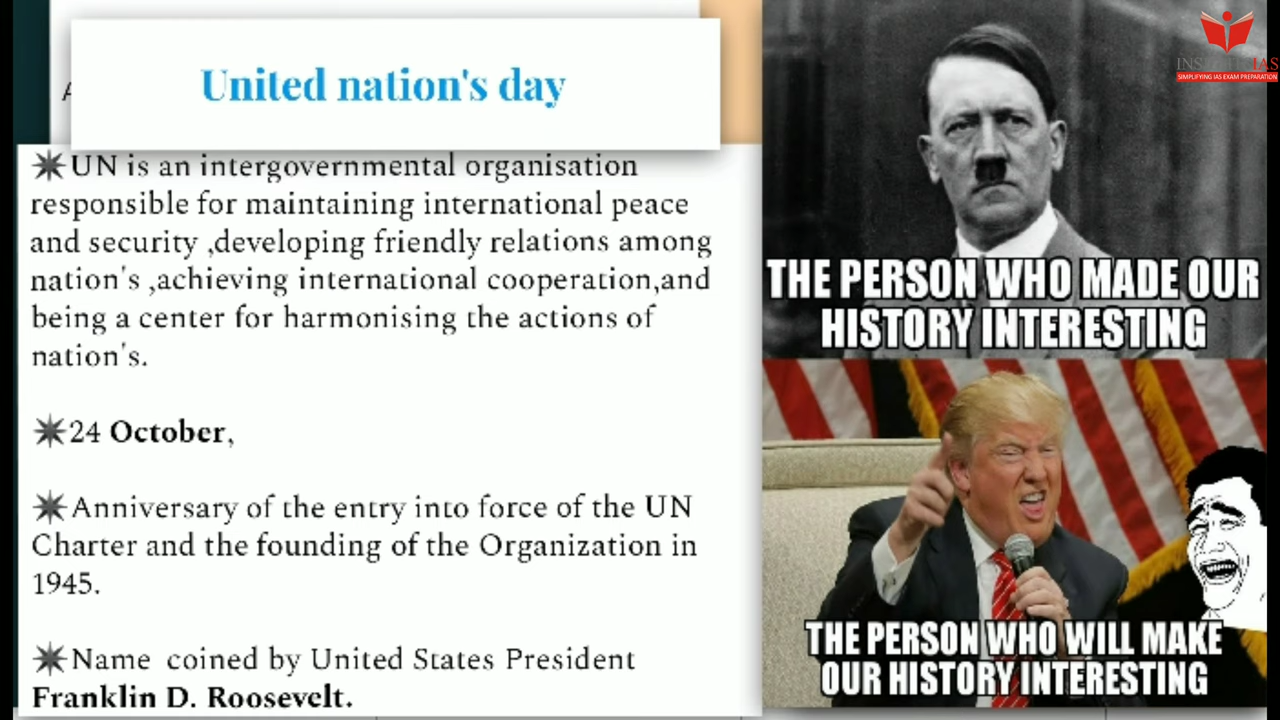 United nation's day
A
✷UN is an intergovernmental organisation
responsible for maintaining international peace
and security ,developing friendly relations among
nation's ,achieving international cooperation,and
being a center for harmonising the actions of
nation's.
✷24 October,
✷Anniversary of the entry into force of the UN
Charter and the founding of the Organization in
1945.
✷Name coined by United States President
Franklin D. Roosevelt.
THE PERSON WHO MADE OUR
HISTORY INTERESTING
THE PERSON WHO WILL MAKE
OUR HISTORY INTERESTING
SIMPLIFYING IAS EXAM PREPARATION